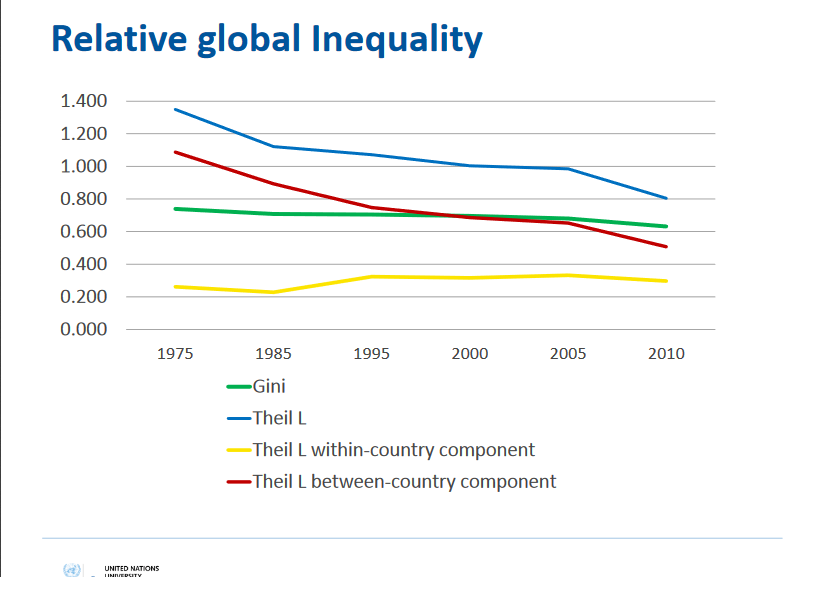 Relative global Inequality
1.400
1.200
1.000
0.800
0.600
0.400
0.200
0.000
1975 1985 1995 2000 2005 2010
Gini
Theil L
Theil L within-country component
Theil L between-country component
UNITED NATIONS
UNIVERSITY